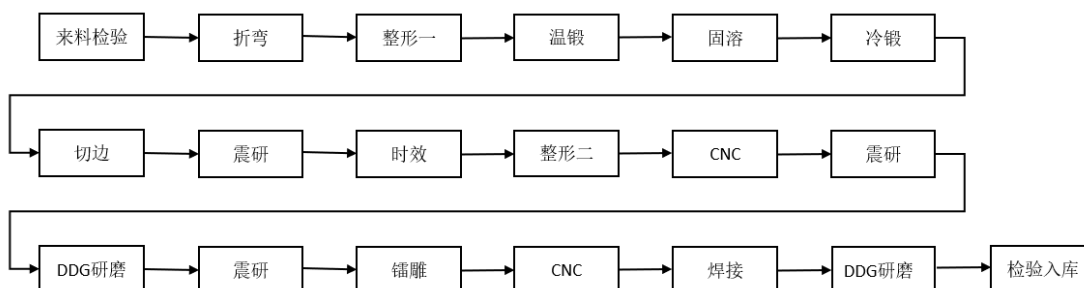 来料检验
折弯
整形一
温锻
固溶
冷锻
切边
震研
时效
整形二
CNC
震研
DDG研磨
震研
镭雕
CNC
焊接
DDG研磨
检验入库